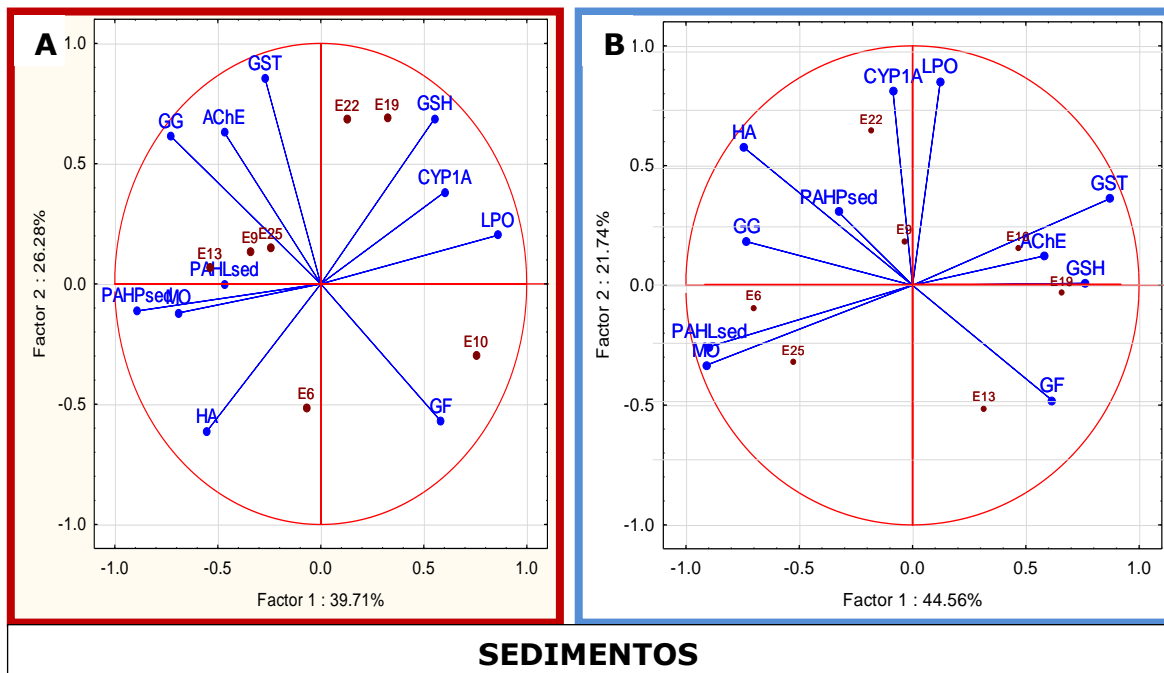 A
B
1.0
0.5
0.0
-0.5
-1.0
Factor 2 : 26.28%
GST
E22
E19
GSH
AChE
GG
CYP1A
LPO
E9
E25
E13
PAHLsed
PAHPsed
MO
E10
E6
HA
GF
-1.0
-0.5
0.0
0.5
1.0
Factor 1 : 39.71%
1.0
0.5
0.0
-0.5
-1.0
Factor 2 : 21.74%
CYP1A
LPO
E22
HA
PAHPsed
GST
GG
E9
AChE
GSH
E19
E6
PAHLsed
MO
E25
GF
E13
-1.0
-0.5
0.0
0.5
1.0
Factor 1 : 44.56%
SEDIMENTOS